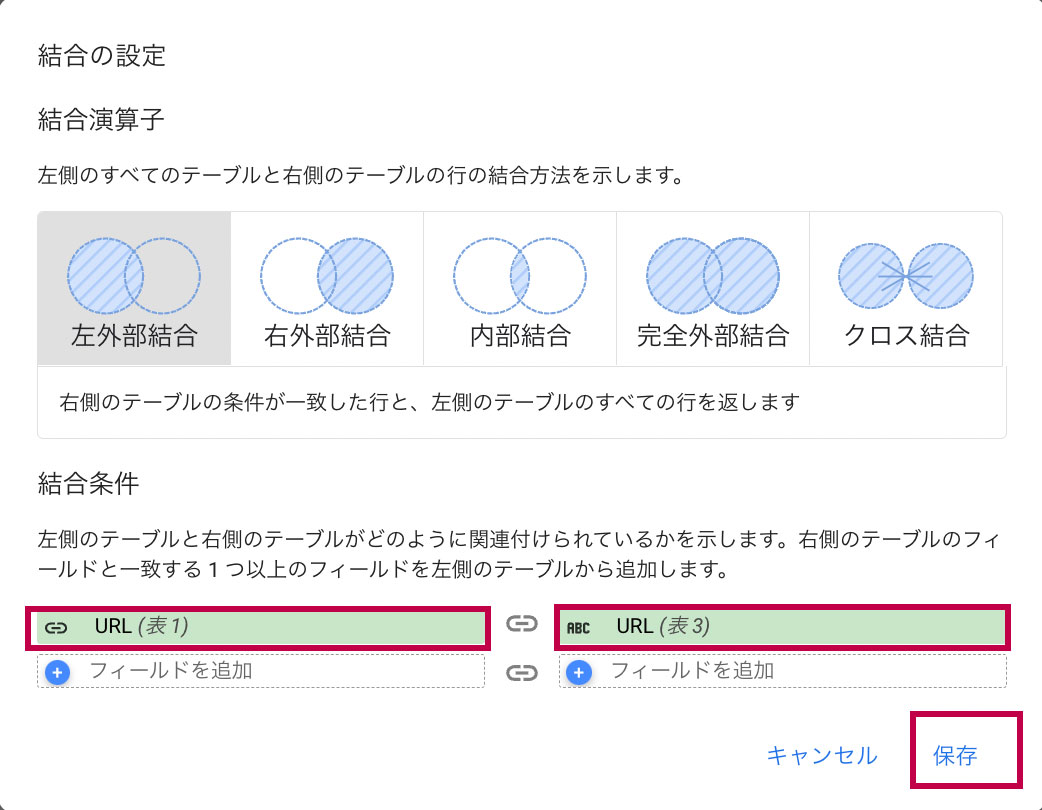 結合の設定
結合演算子
左側のすべてのテーブルと右側のテーブルの行の結合方法を示します。
左外部結合
右外部結合
内部結合
完全外部結合
クロス結合
右側のテーブルの条件が一致した行と、左側のテーブルのすべての行を返します
結合条件
左側のテーブルと右側のテーブルがどのように関連付けられているかを示します。右側のテーブルのフィ
ールドと一致する 1 つ以上のフィールドを左側のテーブルから追加します。
URL (表 1)
ABC URL (表 3)
フィールドを追加
フィールドを追加
キャンセル
保存